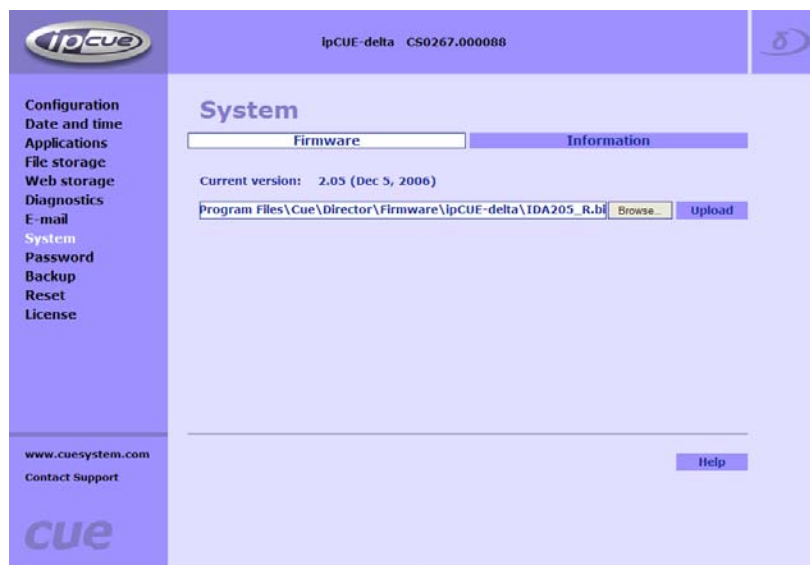 ipcue
ipCUE-delta CS0267.000088
δ
Configuration
Date and time
Applications
File storage
Web storage
Diagnostics
E-mail
System
Password
Backup
Reset
License
System
Firmware Information
Current version: 2.05 (Dec 5, 2006)
Program Files\Cue\Director\Firmware\ipCUE-delta\IDA205_R.bi Browse... Upload
www.cuesystem.com
Contact Support
Help
cue